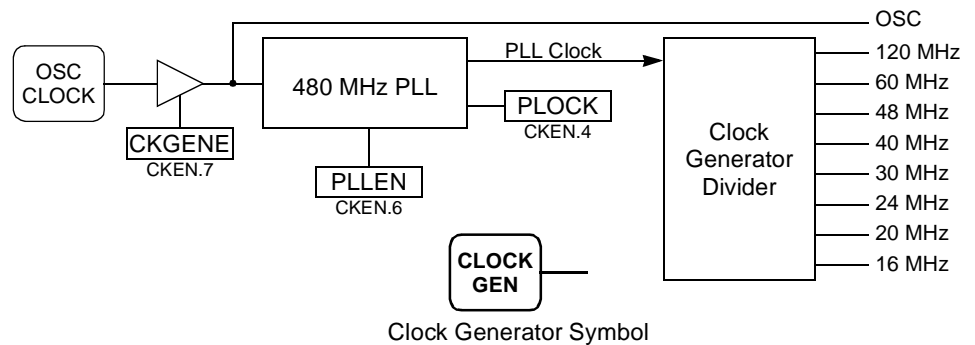 OSC
OSC
CLOCK
480 MHz PLL
PLL Clock
PLOCK
CKEN.4
CKGENE
CKEN.7
PLLEN
CKEN.6
Clock
Generator
Divider
120 MHz
60 MHz
48 MHz
40 MHz
30 MHz
24 MHz
20 MHz
16 MHz
CLOCK
GEN
Clock Generator Symbol